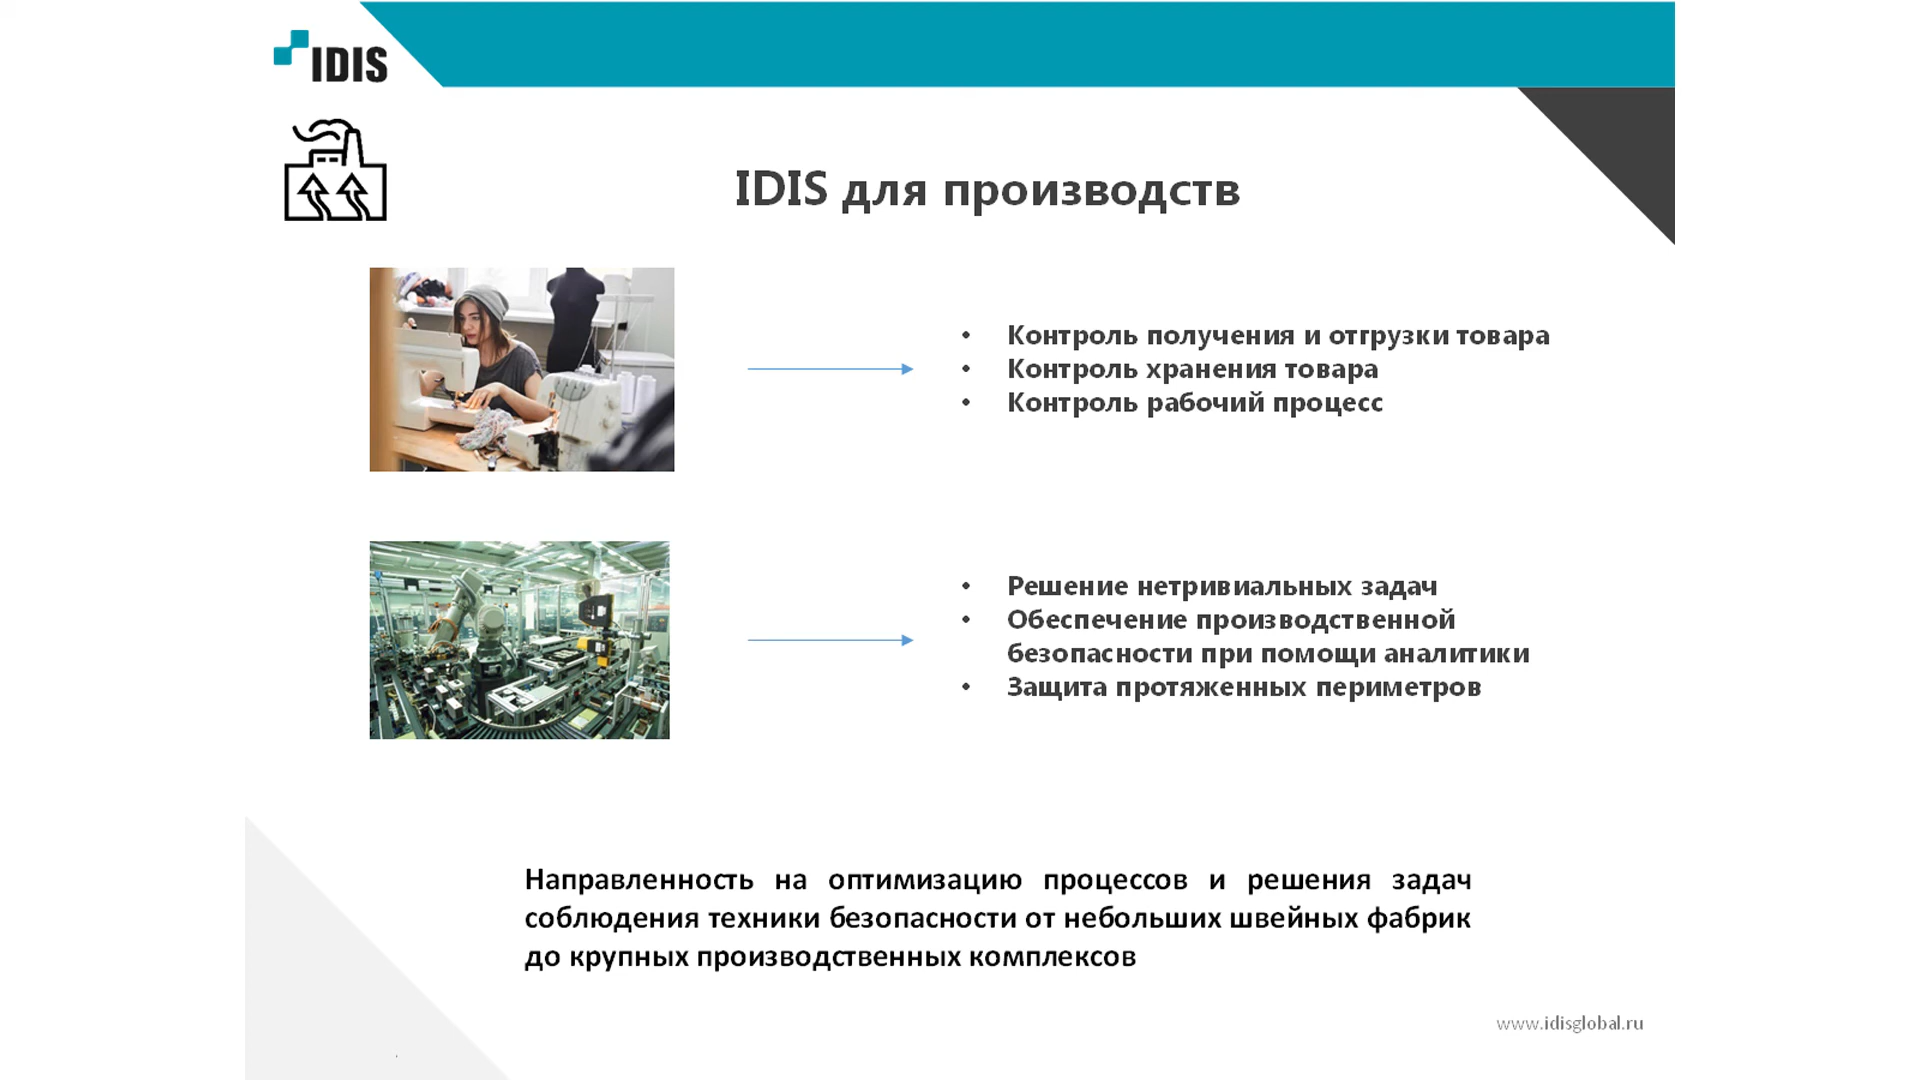 IDIS
IDIS для производств
• Контроль получения и отгрузки товара
• Контроль хранения товара
• Контроль рабочий процесс
• Решение нетривиальных задач
• Обеспечение производственной
безопасности при помощи аналитики
• Защита протяженных периметров
Направленность на оптимизацию процессов и решения задач
соблюдения техники безопасности от небольших швейных фабрик
до крупных производственных комплексов
www.idisglobal.ru